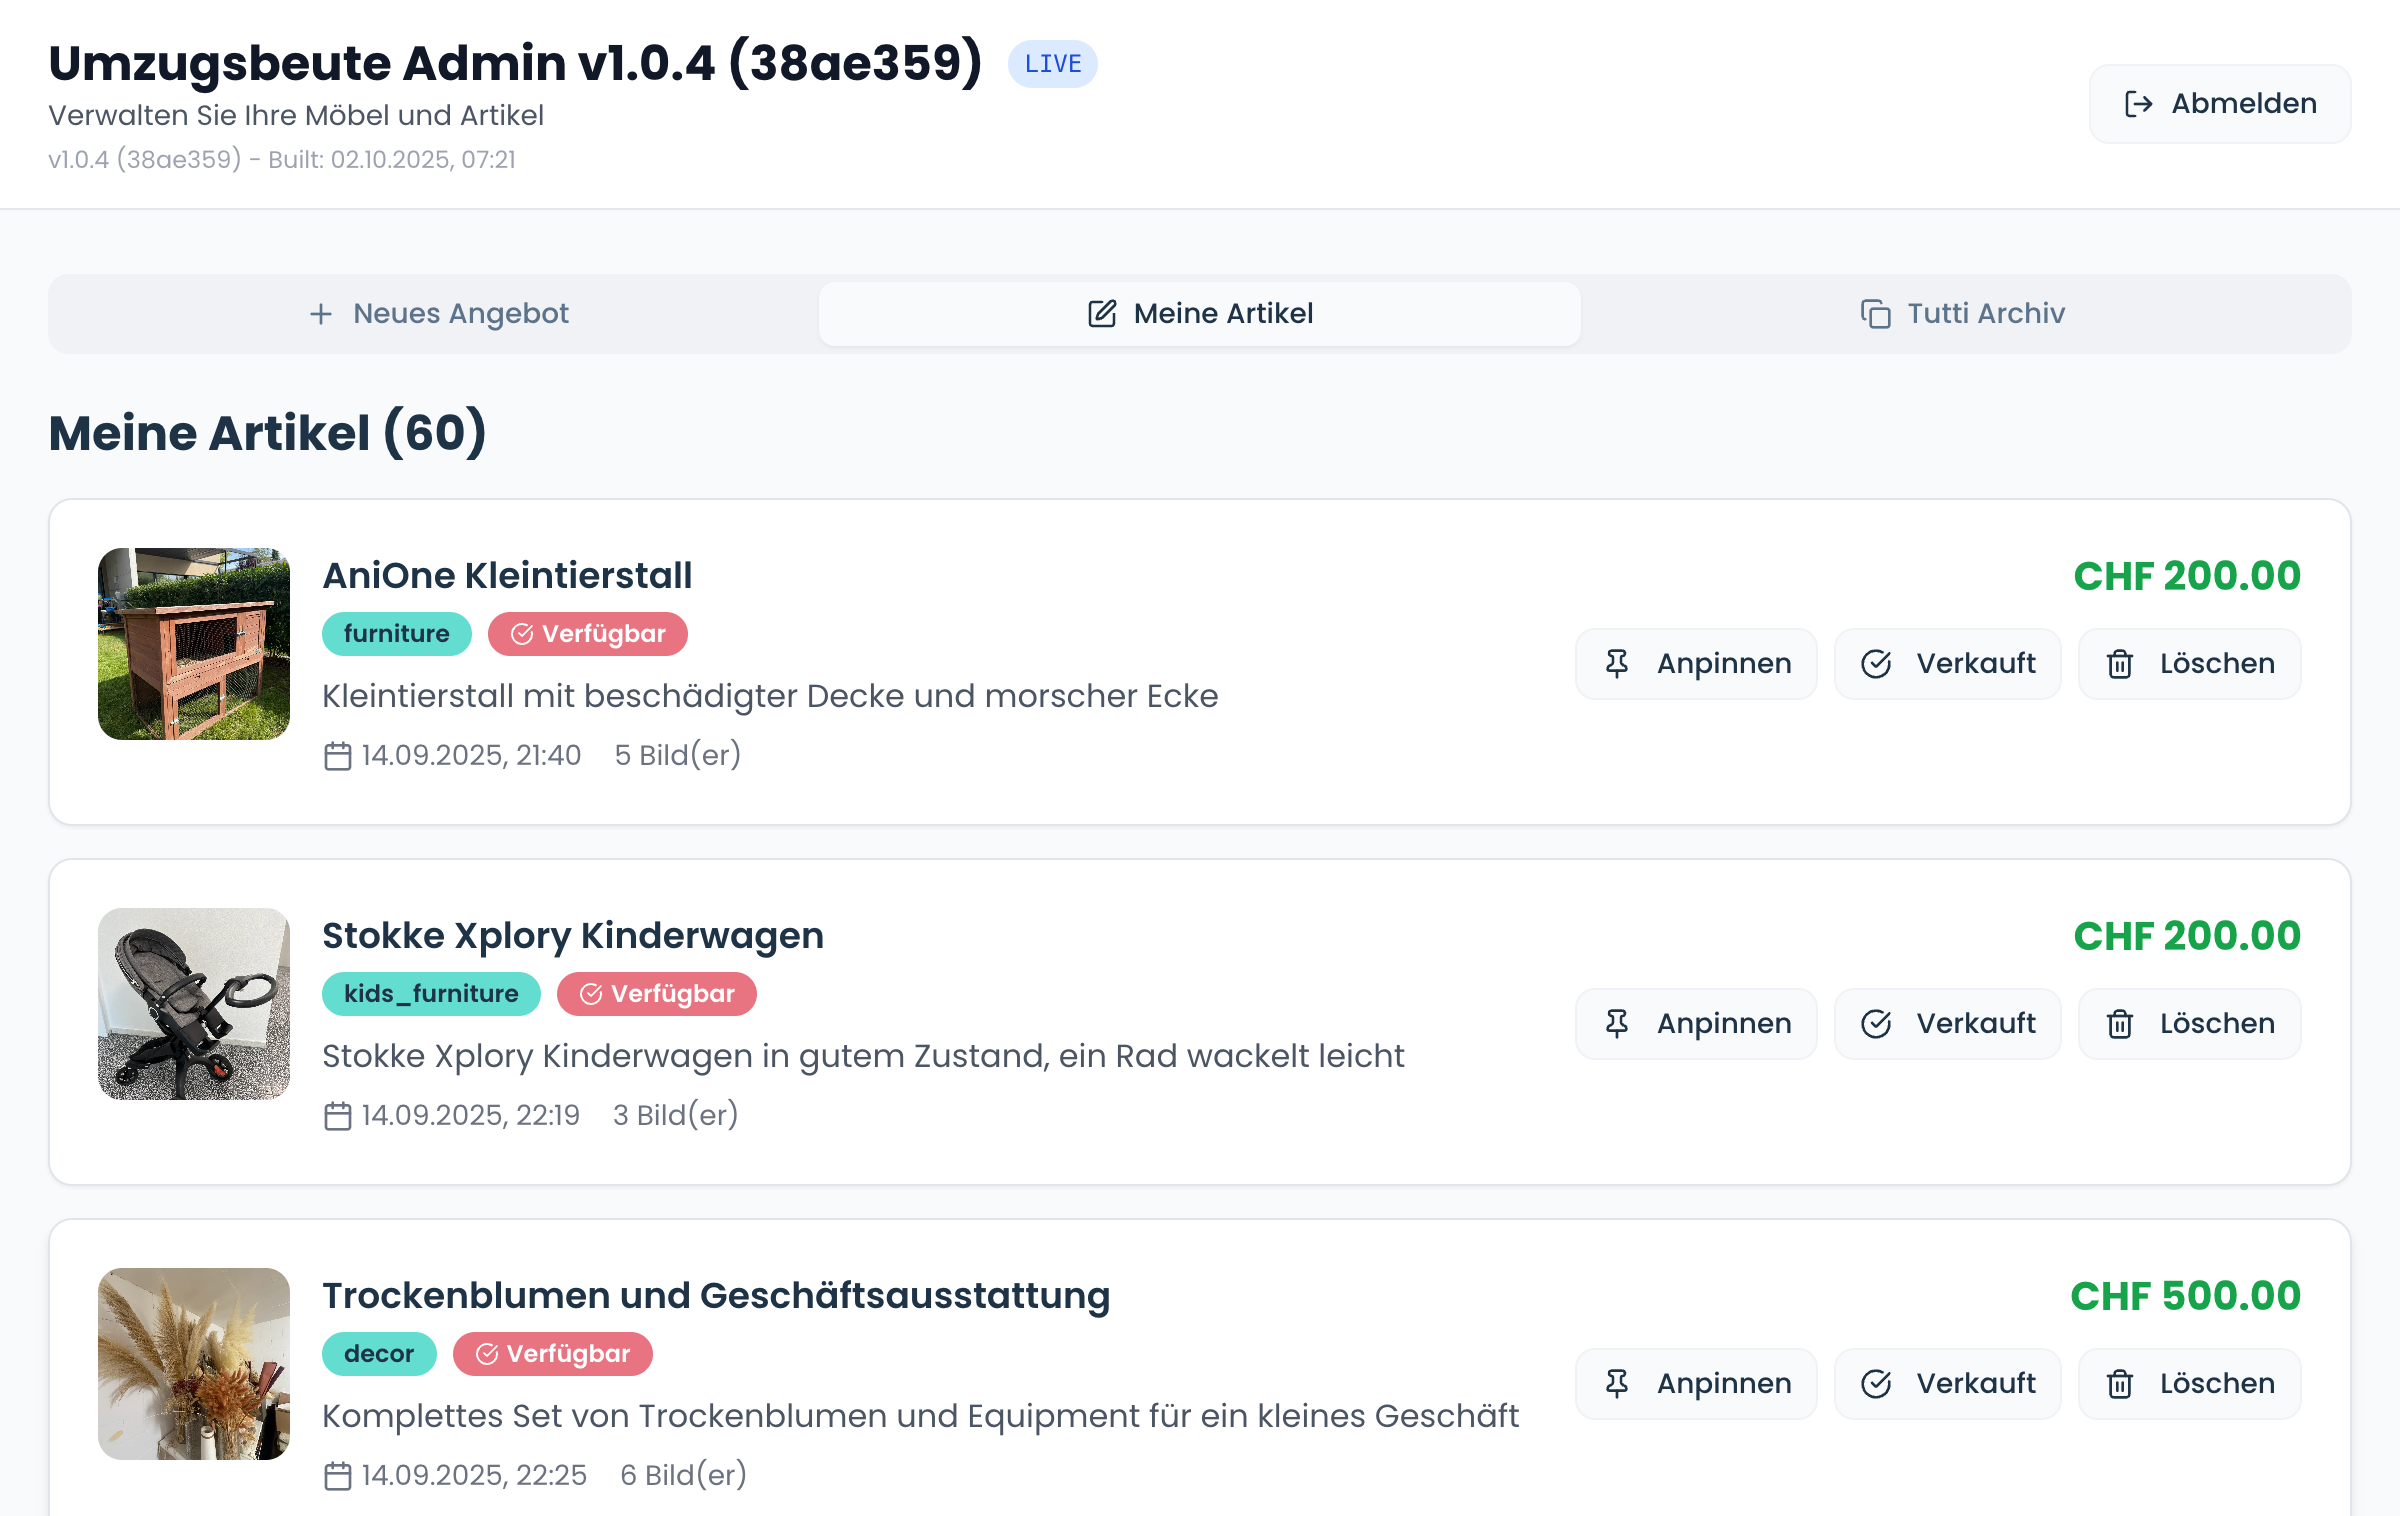 Umzugsbeute Admin v1.0.4 (38ae359) LIVE
Verwalten Sie Ihre Möbel und Artikel
v1.0.4 (38ae359) - Built: 02.10.2025, 07:21
Abmelden
Neues Angebot
Meine Artikel
Tutti Archiv
Meine Artikel (60)
AniOne Kleintierstall
CHF 200.00
furniture
Verfügbar
Anpinnen
Verkauft
Löschen
Kleintierstall mit beschädigter Decke und morscher Ecke
14.09.2025, 21:40
5 Bild(er)
Stokke Xplory Kinderwagen
CHF 200.00
kids_furniture
Verfügbar
Anpinnen
Verkauft
Löschen
Stokke Xplory Kinderwagen in gutem Zustand, ein Rad wackelt leicht
14.09.2025, 22:19
3 Bild(er)
Trockenblumen und Geschäftsausstattung
CHF 500.00
decor
Verfügbar
Anpinnen
Verkauft
Löschen
Komplettes Set von Trockenblumen und Equipment für ein kleines Geschäft
14.09.2025, 22:25
6 Bild(er)